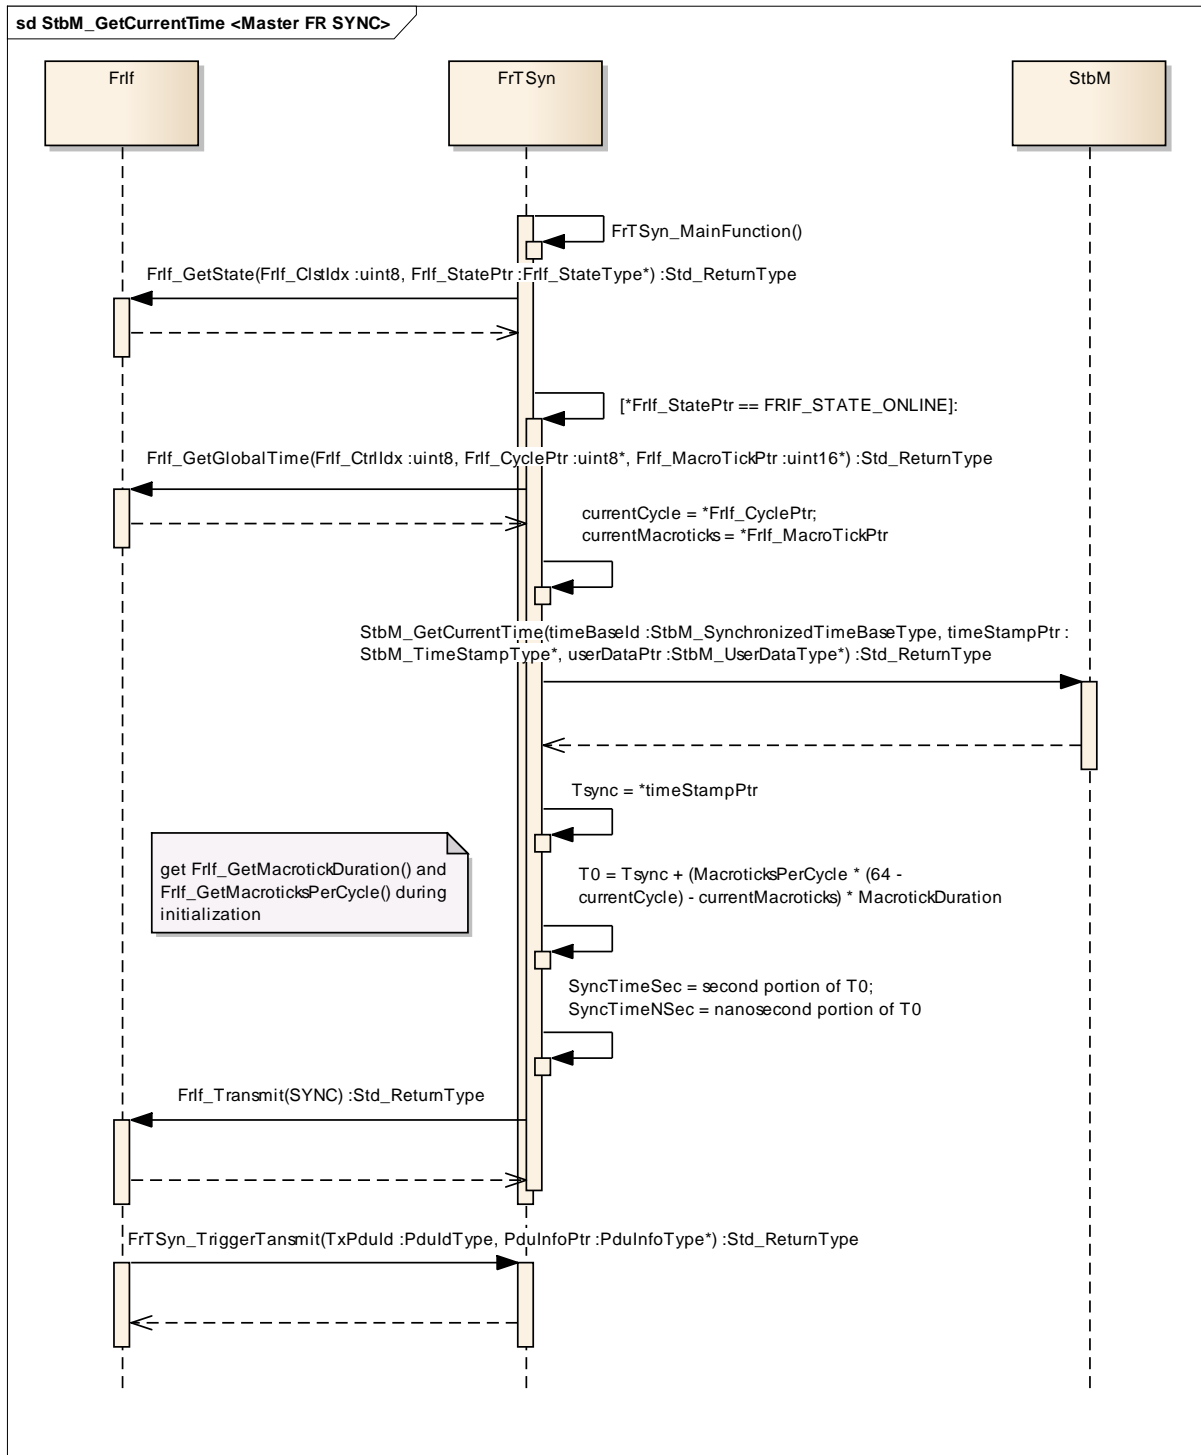 sd StbM_GetCurrentTime <Master FR SYNC>
FrIf
FrTSyn
StbM
FrTSyn_MainFunction()
FrIf_GetState(FrIf_ClstIdx :uint8, FrIf_StatePtr :FrIf_StateType*) :Std_ReturnType
[*FrIf_StatePtr == FRIF_STATE_ONLINE]:
FrIf_GetGlobalTime(FrIf_CtrlIdx :uint8, FrIf_CyclePtr :uint8*, FrIf_MacroTickPtr :uint16*) :Std_ReturnType
currentCycle = *FrIf_CyclePtr;
currentMacroticks = *FrIf_MacroTickPtr
StbM_GetCurrentTime(timeBaseId :StbM_SynchronizedTimeBaseType, timeStampPtr :
StbM_TimeStampType*, userDataPtr :StbM_UserDataType*) :Std_ReturnType
Tsync = *timeStampPtr
get FrIf_GetMacrotickDuration() and
FrIf_GetMacroticksPerCycle() during
initialization
T0 = Tsync + (MacroticksPerCycle * (64 -
currentCycle) - currentMacroticks) * MacrotickDuration
SyncTimeSec = second portion of T0;
SyncTimeNSec = nanosecond portion of T0
FrIf_Transmit(SYNC) :Std_ReturnType
FrTSyn_TriggerTansmit(TxPduId :PduIdType, PduInfoPtr :PduInfoType*) :Std_ReturnType